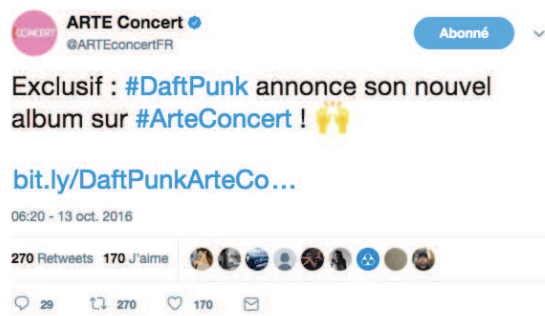 CONCERT
ARTE Concert
@ARTEconcertFR
Abonné
Exclusif : #DaftPunk annonce son nouvel
album sur #ArteConcert ! 🙌
bit.ly/DaftPunkArteCo…
06:20 - 13 oct. 2016
270 Retweets 170 J'aime
29 270 170